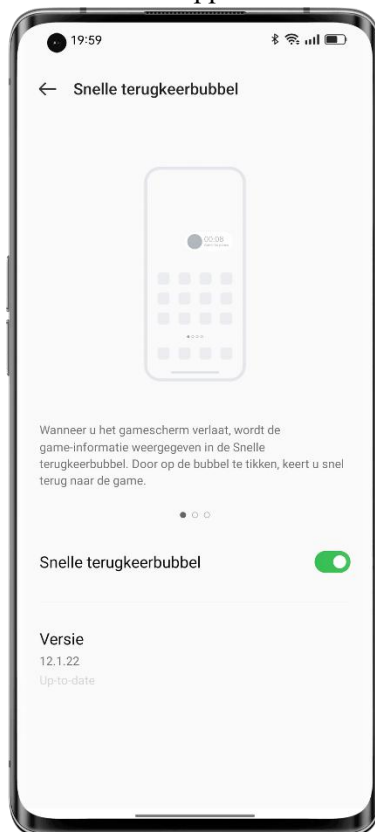 19:59
Snelle terugkeerbubbel
00:08
Wanneer u het gamescherm verlaat, wordt de
game-informatie weergegeven in de Snelle
terugkeerbubbel. Door op de bubbel te tikken, keert u snel
terug naar de game.
Snelle terugkeerbubbel
Versie
12.1.22
Up-to-date